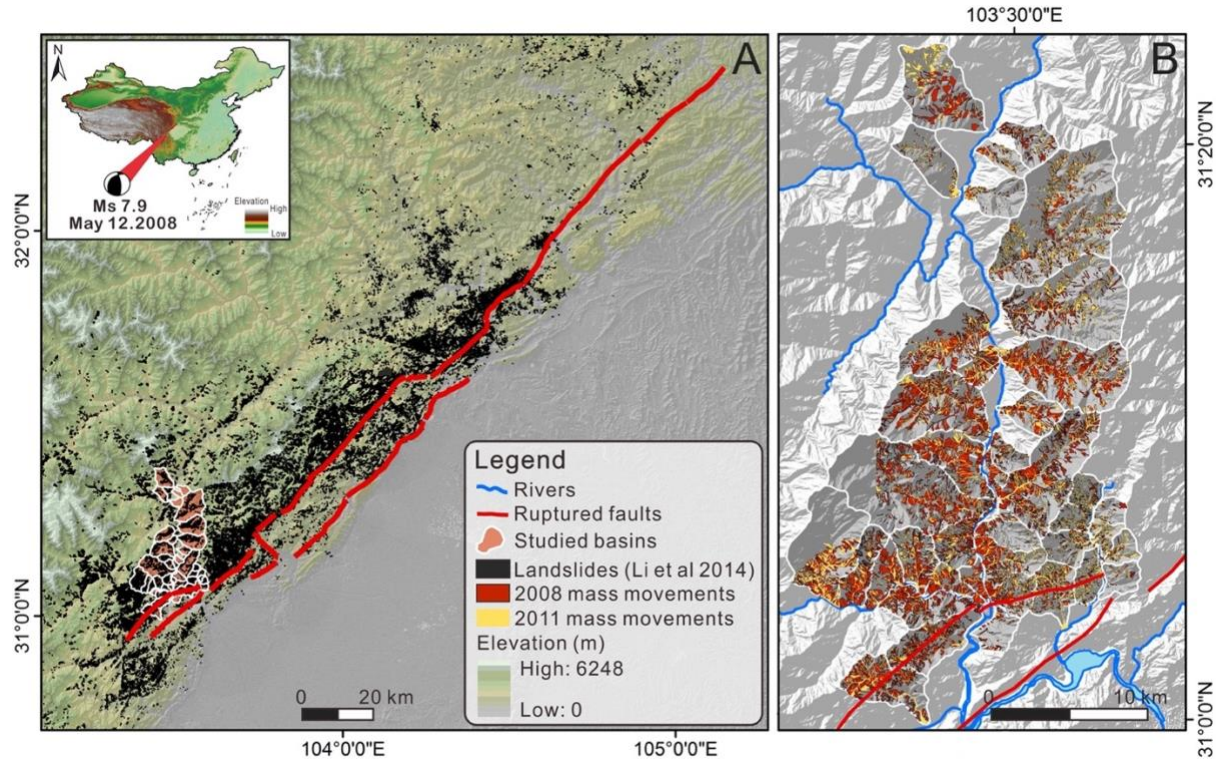 103°30'0"E
N
A
B
Ms 7.9
May 12.2008
Elevation
High
Low
32°0'0"N
31°0'0"N
31°20'0"N
31°0'0"N
Legend
Rivers
Ruptured faults
Studied basins
Landslides (Li et al 2014)
2008 mass movements
2011 mass movements
Elevation (m)
High: 6248
Low: 0
0 20 km
0 10 km
104°0'0"E
105°0'0"E